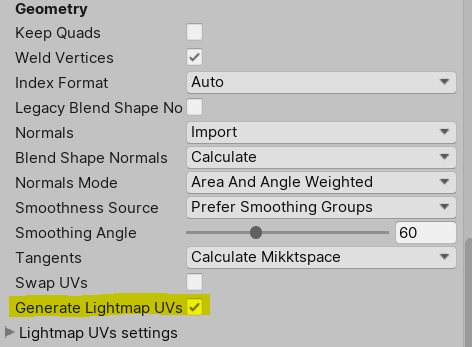 Geometry
Keep Quads
Weld Vertices
Index Format Auto
Legacy Blend Shape No
Normals Import
Blend Shape Normals Calculate
Normals Mode Area And Angle Weighted
Smoothness Source Prefer Smoothing Groups
Smoothing Angle 60
Tangents Calculate Mikktspace
Swap UVs
Generate Lightmap UVs
Lightmap UVs settings